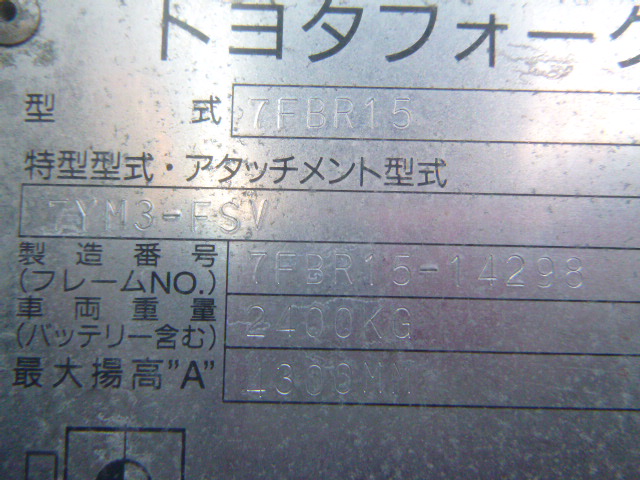 トヨタフォーク
型 式 7FBR15
特型型式・アタッチメント型式
ZYM3-FSV
製造番号
(フレームNO.) 7FBR15-14298
車両重量
(バッテリー含む) 2400KG
最大揚高"A"